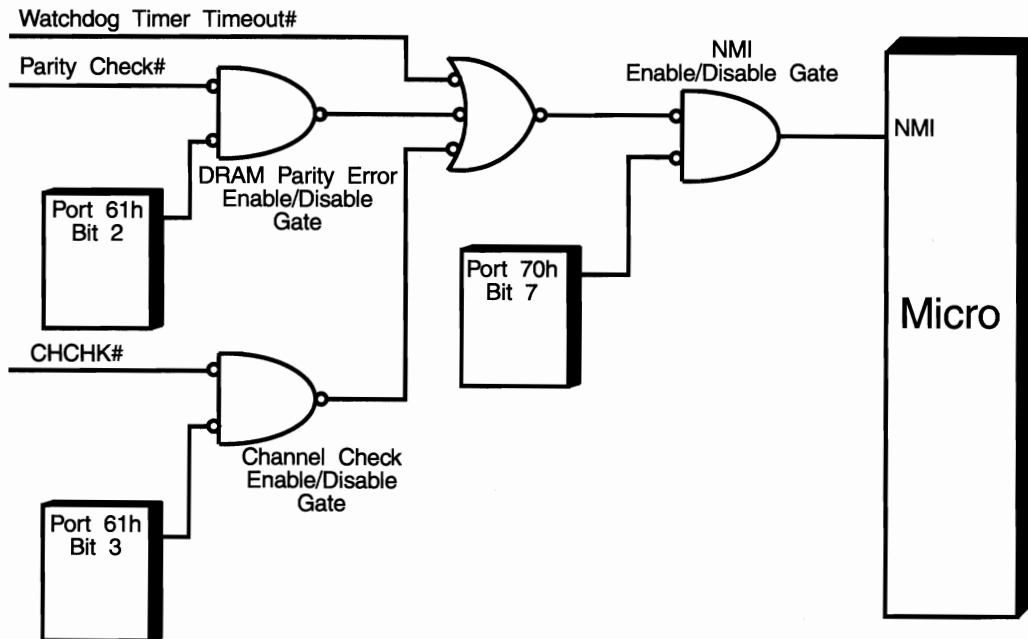 Watchdog Timer Timeout#
Parity Check#
DRAM Parity Error
Enable/Disable
Gate
Port 61h
Bit 2
NMI
Enable/Disable Gate
NMI
Port 70h
Bit 7
Micro
CHCHK#
Channel Check
Enable/Disable
Gate
Port 61h
Bit 3